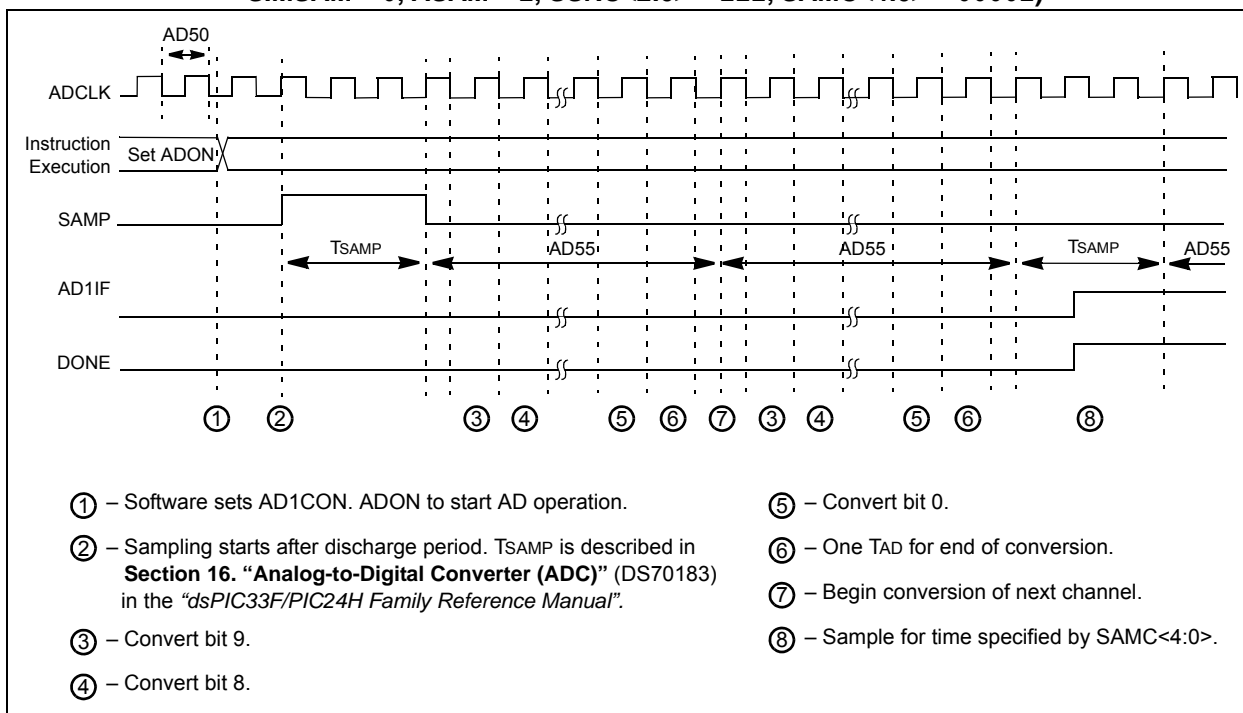 AD50
ADCLK
Instruction
Execution
Set ADON
SAMP
TSAMP
AD55
AD55
TSAMP
AD55
AD1IF
DONE
1 2 3 4 5 6 7 3 4 5 6 8
1 – Software sets AD1CON. ADON to start AD operation.
2 – Sampling starts after discharge period. TSAMP is described in
Section 16. “Analog-to-Digital Converter (ADC)” (DS70183)
in the “dsPIC33F/PIC24H Family Reference Manual”.
3 – Convert bit 9.
4 – Convert bit 8.
5 – Convert bit 0.
6 – One TAD for end of conversion.
7 – Begin conversion of next channel.
8 – Sample for time specified by SAMC<4:0>.